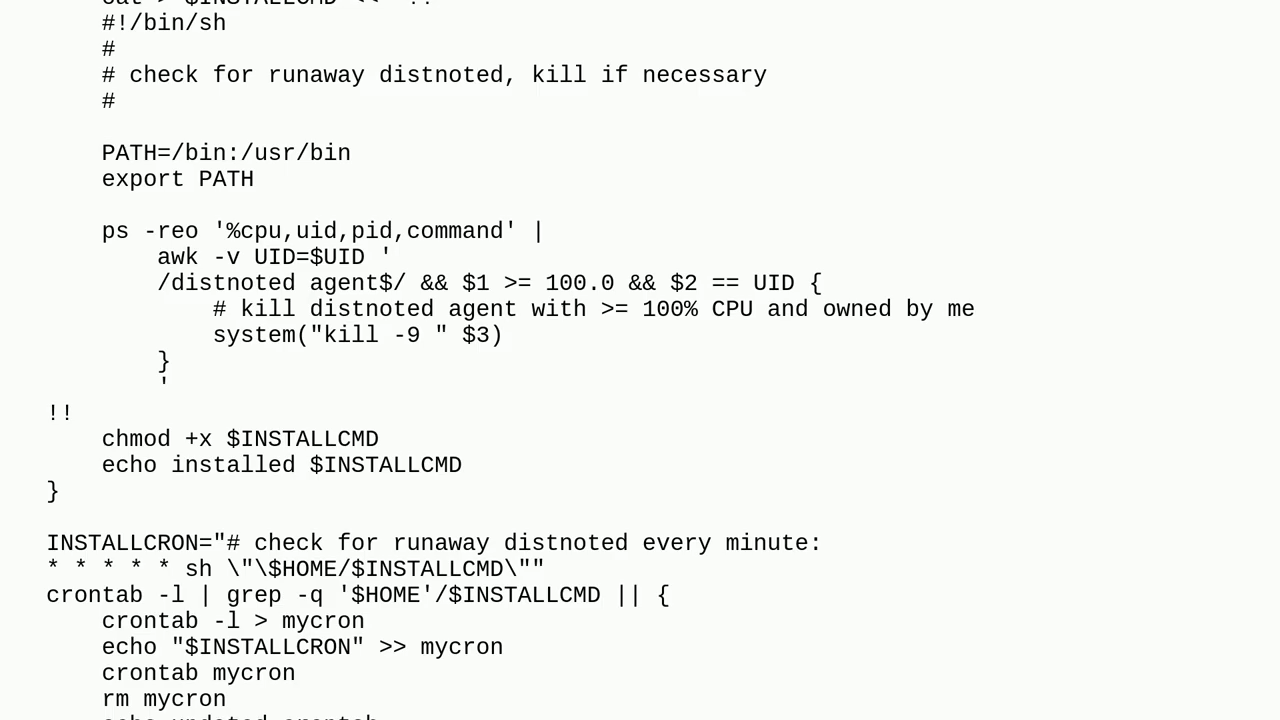 #!/bin/sh
#
# check for runaway distnoted, kill if necessary
#
PATH=/bin:/usr/bin
export PATH
ps -reo '%cpu,uid,pid,command' |
awk -v UID=$UID '
/distnoted agent$/ && $1 >= 100.0 && $2 == UID {
# kill distnoted agent with >= 100% CPU and owned by me
system("kill -9 " $3)
}
'
!!
chmod +x $INSTALLCMD
echo installed $INSTALLCMD
}
INSTALLCRON="# check for runaway distnoted every minute:
* * * * * sh \"\$HOME/$INSTALLCMD\""
crontab -l | grep -q '$HOME'/$INSTALLCMD || {
crontab -l > mycron
echo "$INSTALLCRON" >> mycron
crontab mycron
rm mycron
echo updated crontab